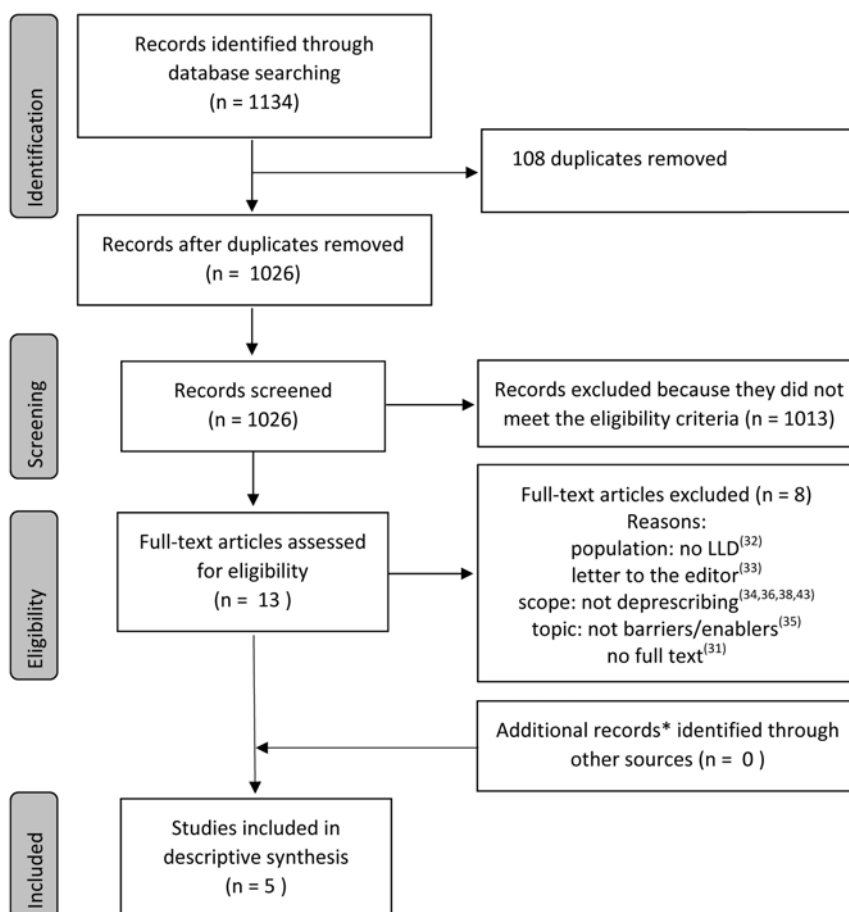 Identification
Records identified through
database searching
(n = 1134)
108 duplicates removed
Records after duplicates removed
(n =  1026)
Screening
Records screened
(n = 1026)
Records excluded because they did not
meet the eligibility criteria (n = 1013)
Eligibility
Full-text articles assessed
for eligibility
(n =  13 )
Full-text articles excluded (n = 8)
Reasons:
population: no LLD(32)
letter to the editor(33)
scope: not deprescribing(34,36,38,43)
topic: not barriers/enablers(35)
no full text(31)
Additional records* identified through
other sources (n =  0 )
Included
Studies included in
descriptive synthesis
(n = 5 )